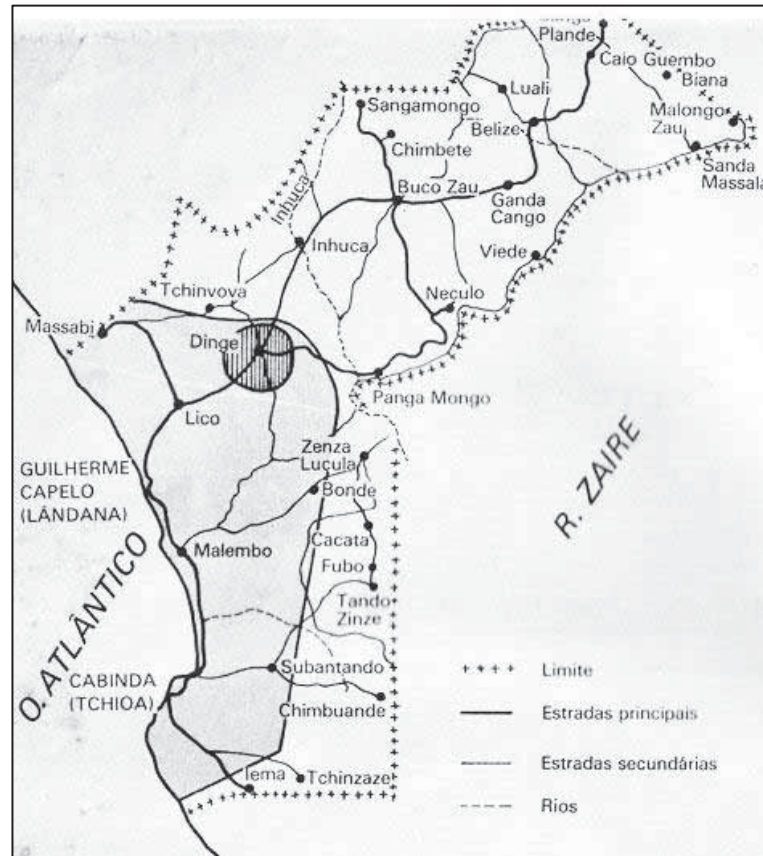 Plande
Caio Guembo
Biana
Luali
Malongo
Zau
Sangamongo
Belize
Chimbete
Sanda
Massala
Buco Zau
Ganda
Cango
Inhuca
Inhuca
Viede
Tchinvova
Neculo
Massabi
Dinge
Panga Mongo
Lico
Zenza
Lucula
GUILHERME
CAPELO
(LÂNDANA)
Bonde
R. ZAIRE
Malembo
Cacata
Fubo
Tando
Zinze
O. ATLÂNTICO
CABINDA
(TCHIOA)
Subantando
Chimbuande
Limite
Estradas principais
Estradas secundárias
Rios
Iema
Tchinzaze